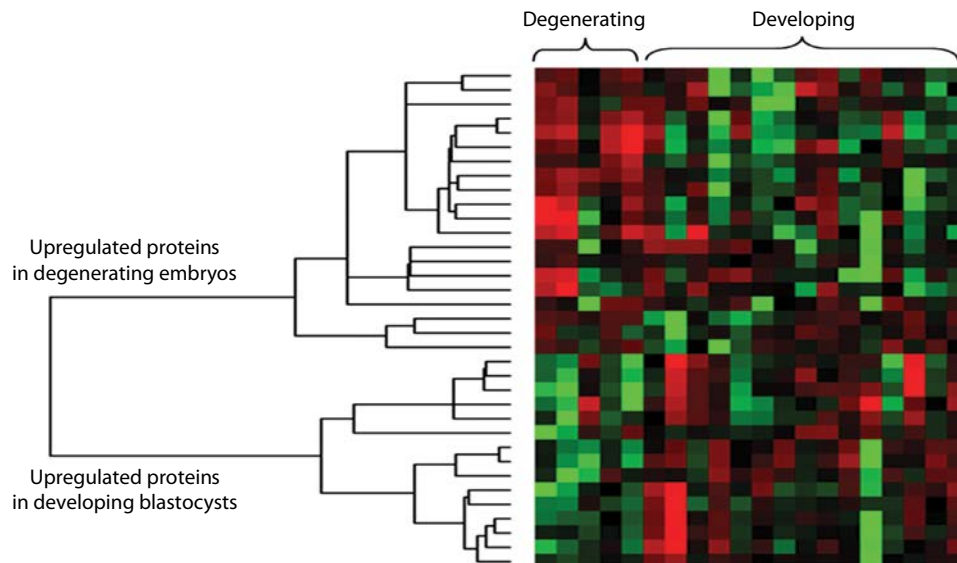 Degenerating
Developing
Upregulated proteins
in degenerating embryos
Upregulated proteins
in developing blastocysts